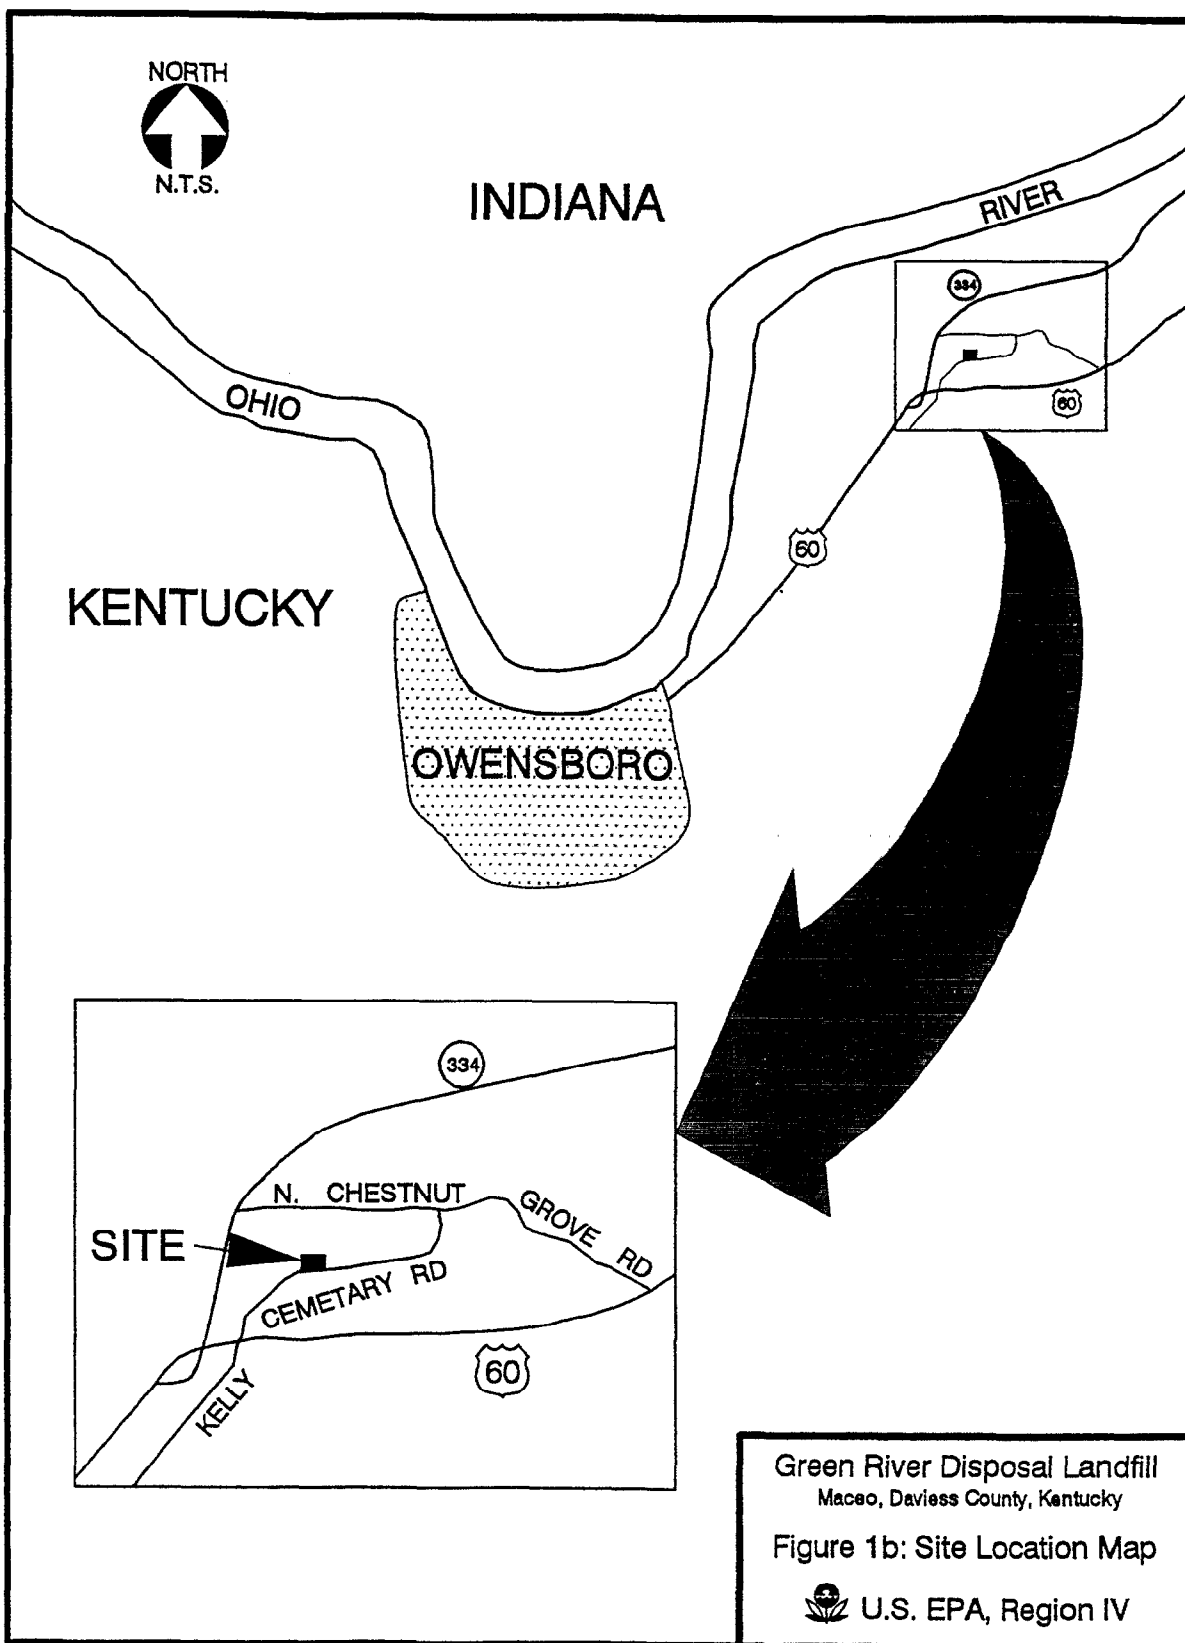 NORTH
N.T.S.
INDIANA
RIVER
334
OHIO
60
60
KENTUCKY
OWENSBORO
334
N. CHESTNUT
GROVE RD
SITE
CEMETARY RD
60
KELLY
Green River Disposal Landfill
Maceo, Daviess County, Kentucky
Figure 1b: Site Location Map
U.S. EPA, Region IV